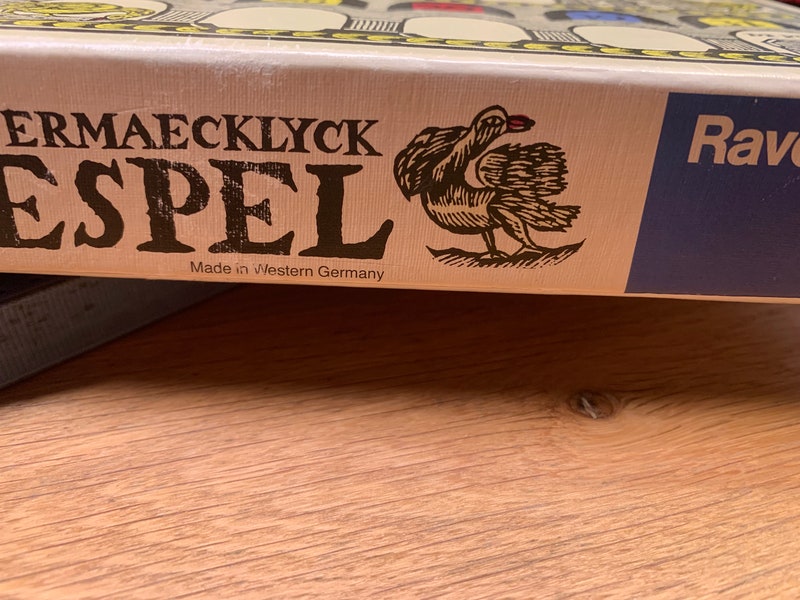 ERMAECKLYCK
ESPEL
Made in Western Germany
Rave